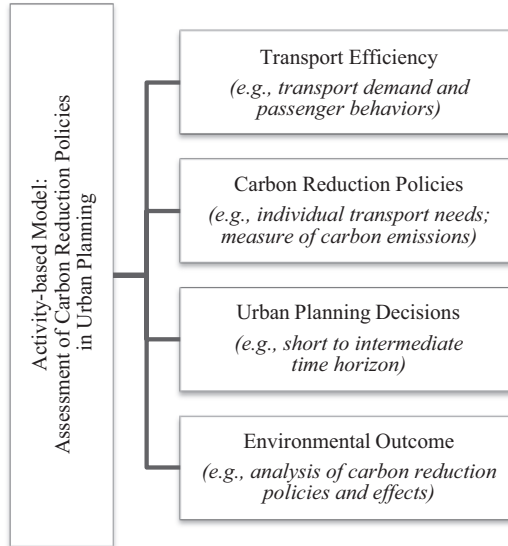 Activity-based Model:
Assessment of Carbon Reduction Policies
in Urban Planning
Transport Efficiency
(e.g., transport demand and
passenger behaviors)
Carbon Reduction Policies
(e.g., individual transport needs;
measure of carbon emissions)
Urban Planning Decisions
(e.g., short to intermediate
time horizon)
Environmental Outcome
(e.g., analysis of carbon reduction
policies and effects)